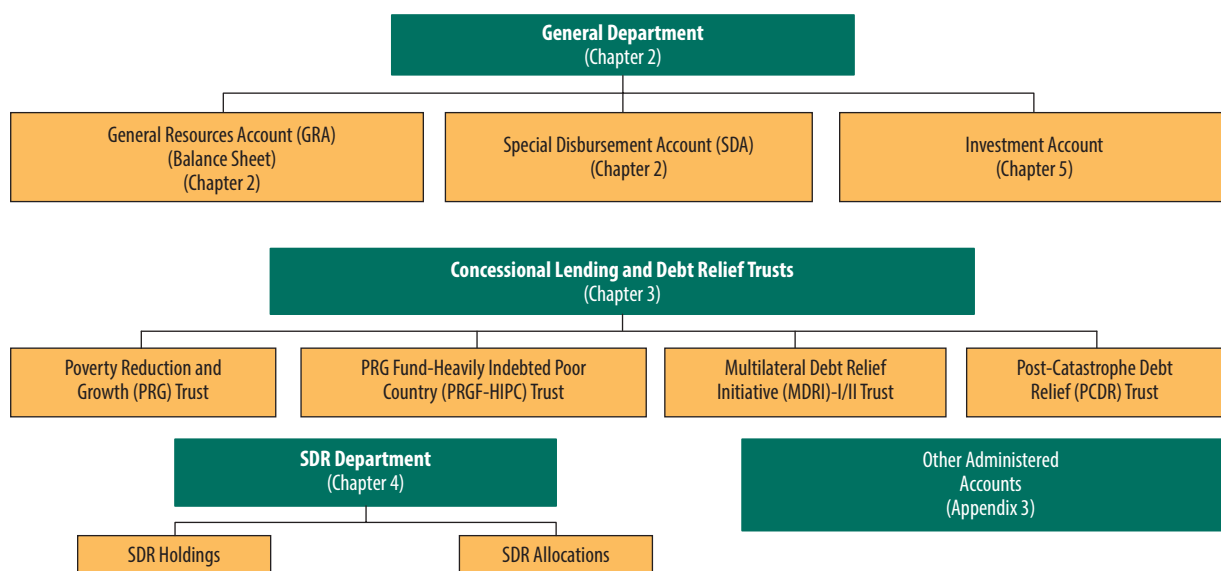 General Department
(Chapter 2)
General Resources Account (GRA)
(Balance Sheet)
(Chapter 2)
Special Disbursement Account (SDA)
(Chapter 2)
Investment Account
(Chapter 5)
Concessional Lending and Debt Relief Trusts
(Chapter 3)
Poverty Reduction and
Growth (PRG) Trust
PRG Fund-Heavily Indebted Poor
Country (PRGF-HIPC) Trust
Multilateral Debt Relief
Initiative (MDRI)-I/II Trust
Post-Catastrophe Debt
Relief (PCDR) Trust
SDR Department
(Chapter 4)
SDR Holdings
SDR Allocations
Other Administered
Accounts
(Appendix 3)